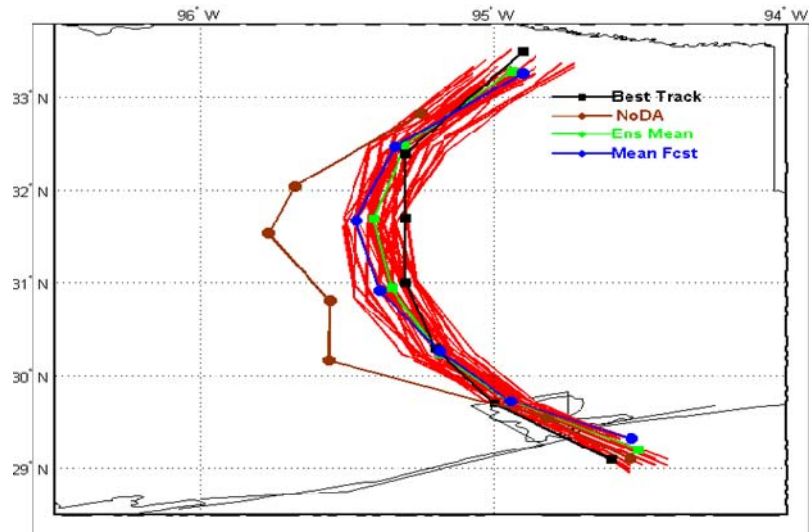 96° W 95° W 94° W
33° N
Best Track
NoDA
Ens Mean
Mean Fcst
32° N
31° N
30° N
29° N